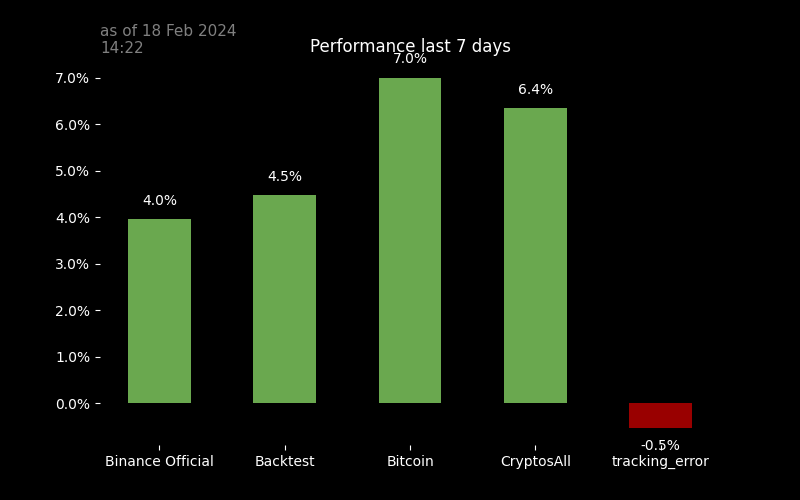 as of 18 Feb 2024
14:22
Performance last 7 days
7.0%
7.0%
6.4%
6.0%
5.0%
4.5%
4.0%
4.0%
3.0%
2.0%
1.0%
0.0%
-0.5%
Binance Official
Backtest
Bitcoin
CryptosAll
tracking_error